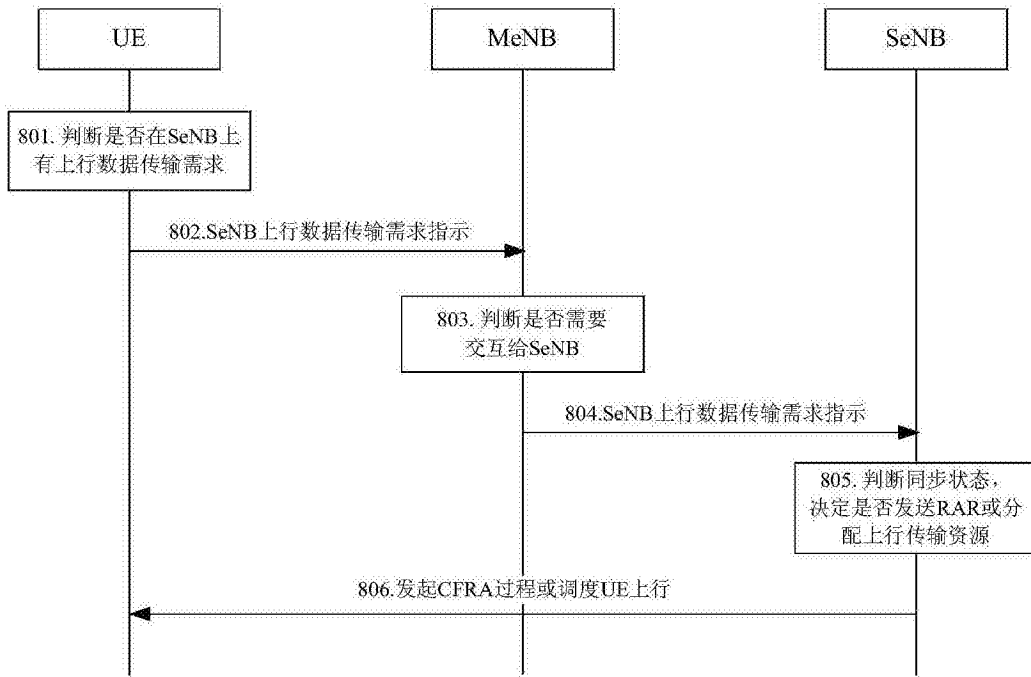 UE
MeNB
SeNB
801. 判断是否在SeNB上
有上行数据传输需求
802.SeNB上行数据传输需求指示
803. 判断是否需要
交互给SeNB
804.SeNB上行数据传输需求指示
805. 判断同步状态，
决定是否发送RAR或分
配上行传输资源
806.发起CFRA过程或调度UE上行